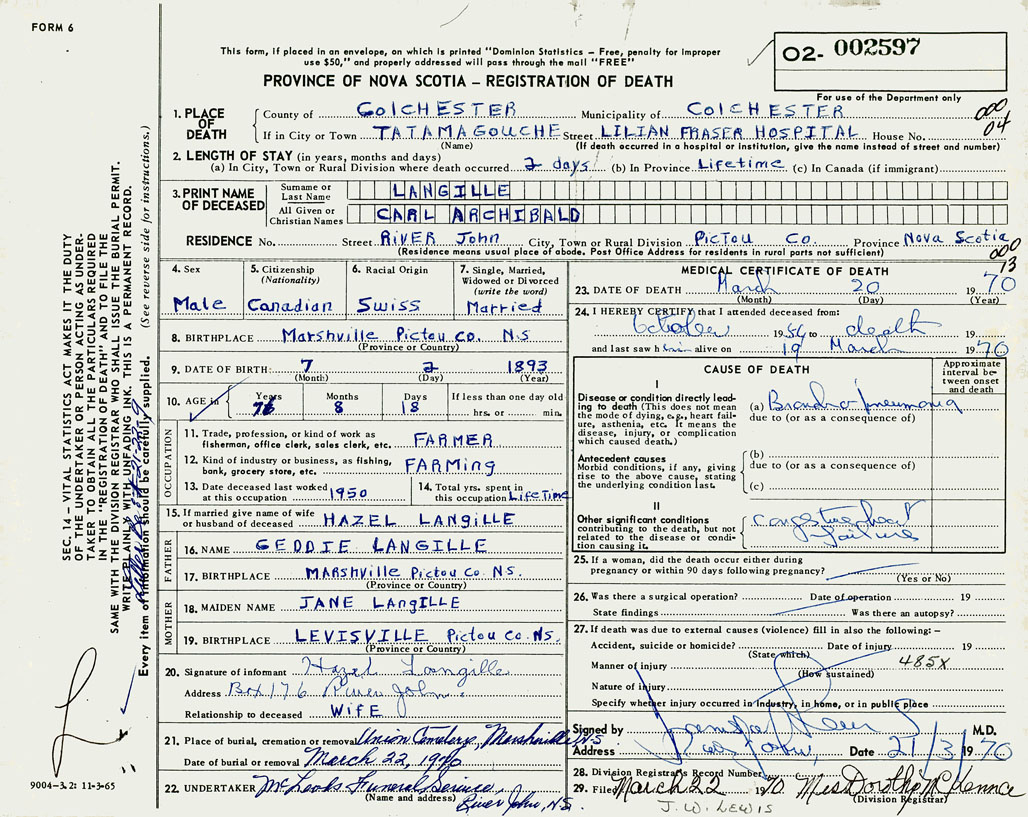 FORM 6
This form, if placed in an envelope, on which is printed "Dominion Statistics – Free, penalty for improper
use $50," and properly addressed will pass through the mail "FREE"
O2- 002597
PROVINCE OF NOVA SCOTIA – REGISTRATION OF DEATH
For use of the Department only
1. PLACE OF DEATH County of COLCHESTER Municipality of COLCHESTER 000
If in City or Town TATAMAGOUCHE Street LILIAN FRASER HOSPITAL House No. 04
(Name) (If death occurred in a hospital or institution, give the name instead of street and number)
2. LENGTH OF STAY (in years, months and days)
(a) In City, Town or Rural Division where death occurred 2 days (b) In Province Lifetime (c) In Canada (if immigrant)
3. PRINT NAME OF DECEASED Surname or Last Name LANGILLE
All Given or Christian Names CARL ARCHIBALD
RESIDENCE No. Street RIVER John City, Town or Rural Division PICTOU Co. Province Nova Scotia
(Residence means usual place of abode. Post Office Address for residents in rural parts not sufficient) 000
13
4. Sex Male
5. Citizenship (Nationality) Canadian
6. Racial Origin Swiss
7. Single, Married, Widowed or Divorced (write the word) Married
8. BIRTHPLACE Marshville Pictou Co. N.S
(Province or Country)
9. DATE OF BIRTH: 7 2 1893
(Month) (Day) (Year)
10. AGE in Years 76 Months 8 Days 18 If less than one day old hrs. or min.
OCCUPATION
11. Trade, profession, or kind of work as
fisherman, office clerk, sales clerk, etc. FARMER
12. Kind of industry or business, as fishing,
bank, grocery store, etc. FARMing
13. Date deceased last worked at this occupation 1950
14. Total yrs. spent in this occupation LifeTime
15. If married give name of wife
or husband of deceased HAZEL LANgille
FATHER
16. NAME GEDDIE LANGILLE
17. BIRTHPLACE MARSHville Pictou Co. N.S.
(Province or Country)
MOTHER
18. MAIDEN NAME JANE LANgILLE
19. BIRTHPLACE LEVISVILLE Pictou Co. N.S.
(Province or Country)
20. Signature of informant Hazel Langille
Address Box 176 River John.
Relationship to deceased WiFE
21. Place of burial, cremation or removal Union Cemetery, Marshville N.S
Date of burial or removal March 22, 1970
22. UNDERTAKER Funeral Service
(Name and address) River John, N.S.
MEDICAL CERTIFICATE OF DEATH
23. DATE OF DEATH March 20 1970
(Month) (Day) (Year)
24. I HEREBY CERTIFY that I attended deceased from:
October 1954 to death 19
and last saw him alive on 19 March 1970
CAUSE OF DEATH
Approximate interval between onset and death
I
Disease or condition directly leading
to death (This does not mean
the mode of dying, e.g., heart failure,
asthenia, etc. It means the
disease, injury, or complication
which caused death.)
(a) Broncho pneumonia
due to (or as a consequence of)
Antecedent causes
Morbid conditions, if any, giving
rise to the above cause, stating
the underlying condition last.
(b)
due to (or as a consequence of)
(c)
II
Other significant conditions
contributing to the death, but not
related to the disease or condition
causing it.
congestive heart
failure
25. If a woman, did the death occur either during
pregnancy or within 90 days following pregnancy?
(Yes or No)
26. Was there a surgical operation? Date of operation 19
State findings Was there an autopsy?
27. If death was due to external causes (violence) fill in also the following: –
Accident, suicide or homicide? Date of injury 19
(State which)
Manner of injury 485X
(How sustained)
Nature of injury
Specify whether injury occurred in industry, in home, or in public place
Signed by M.D.
Address River John, Date 21/3/1970
28. Division Registrar's Record Number
29. Filed March 22 1970 Miss Dorothy
(Division Registrar)
J.W. LEWIS
SEC. 14 – VITAL STATISTICS ACT MAKES IT THE DUTY
OF THE UNDERTAKER OR PERSON ACTING AS UNDER-
TAKER TO OBTAIN ALL THE PARTICULARS REQUIRED
IN THE "REGISTRATION OF DEATH" AND TO FILE THE
SAME WITH THE DIVISION REGISTRAR WHO SHALL ISSUE THE BURIAL PERMIT.
WRITE PLAINLY WITH UNFADING INK. THIS IS A PERMANENT RECORD.
Every item of information should be carefully supplied. (See reverse side for instructions.)
9004-3.2: 11-3-65